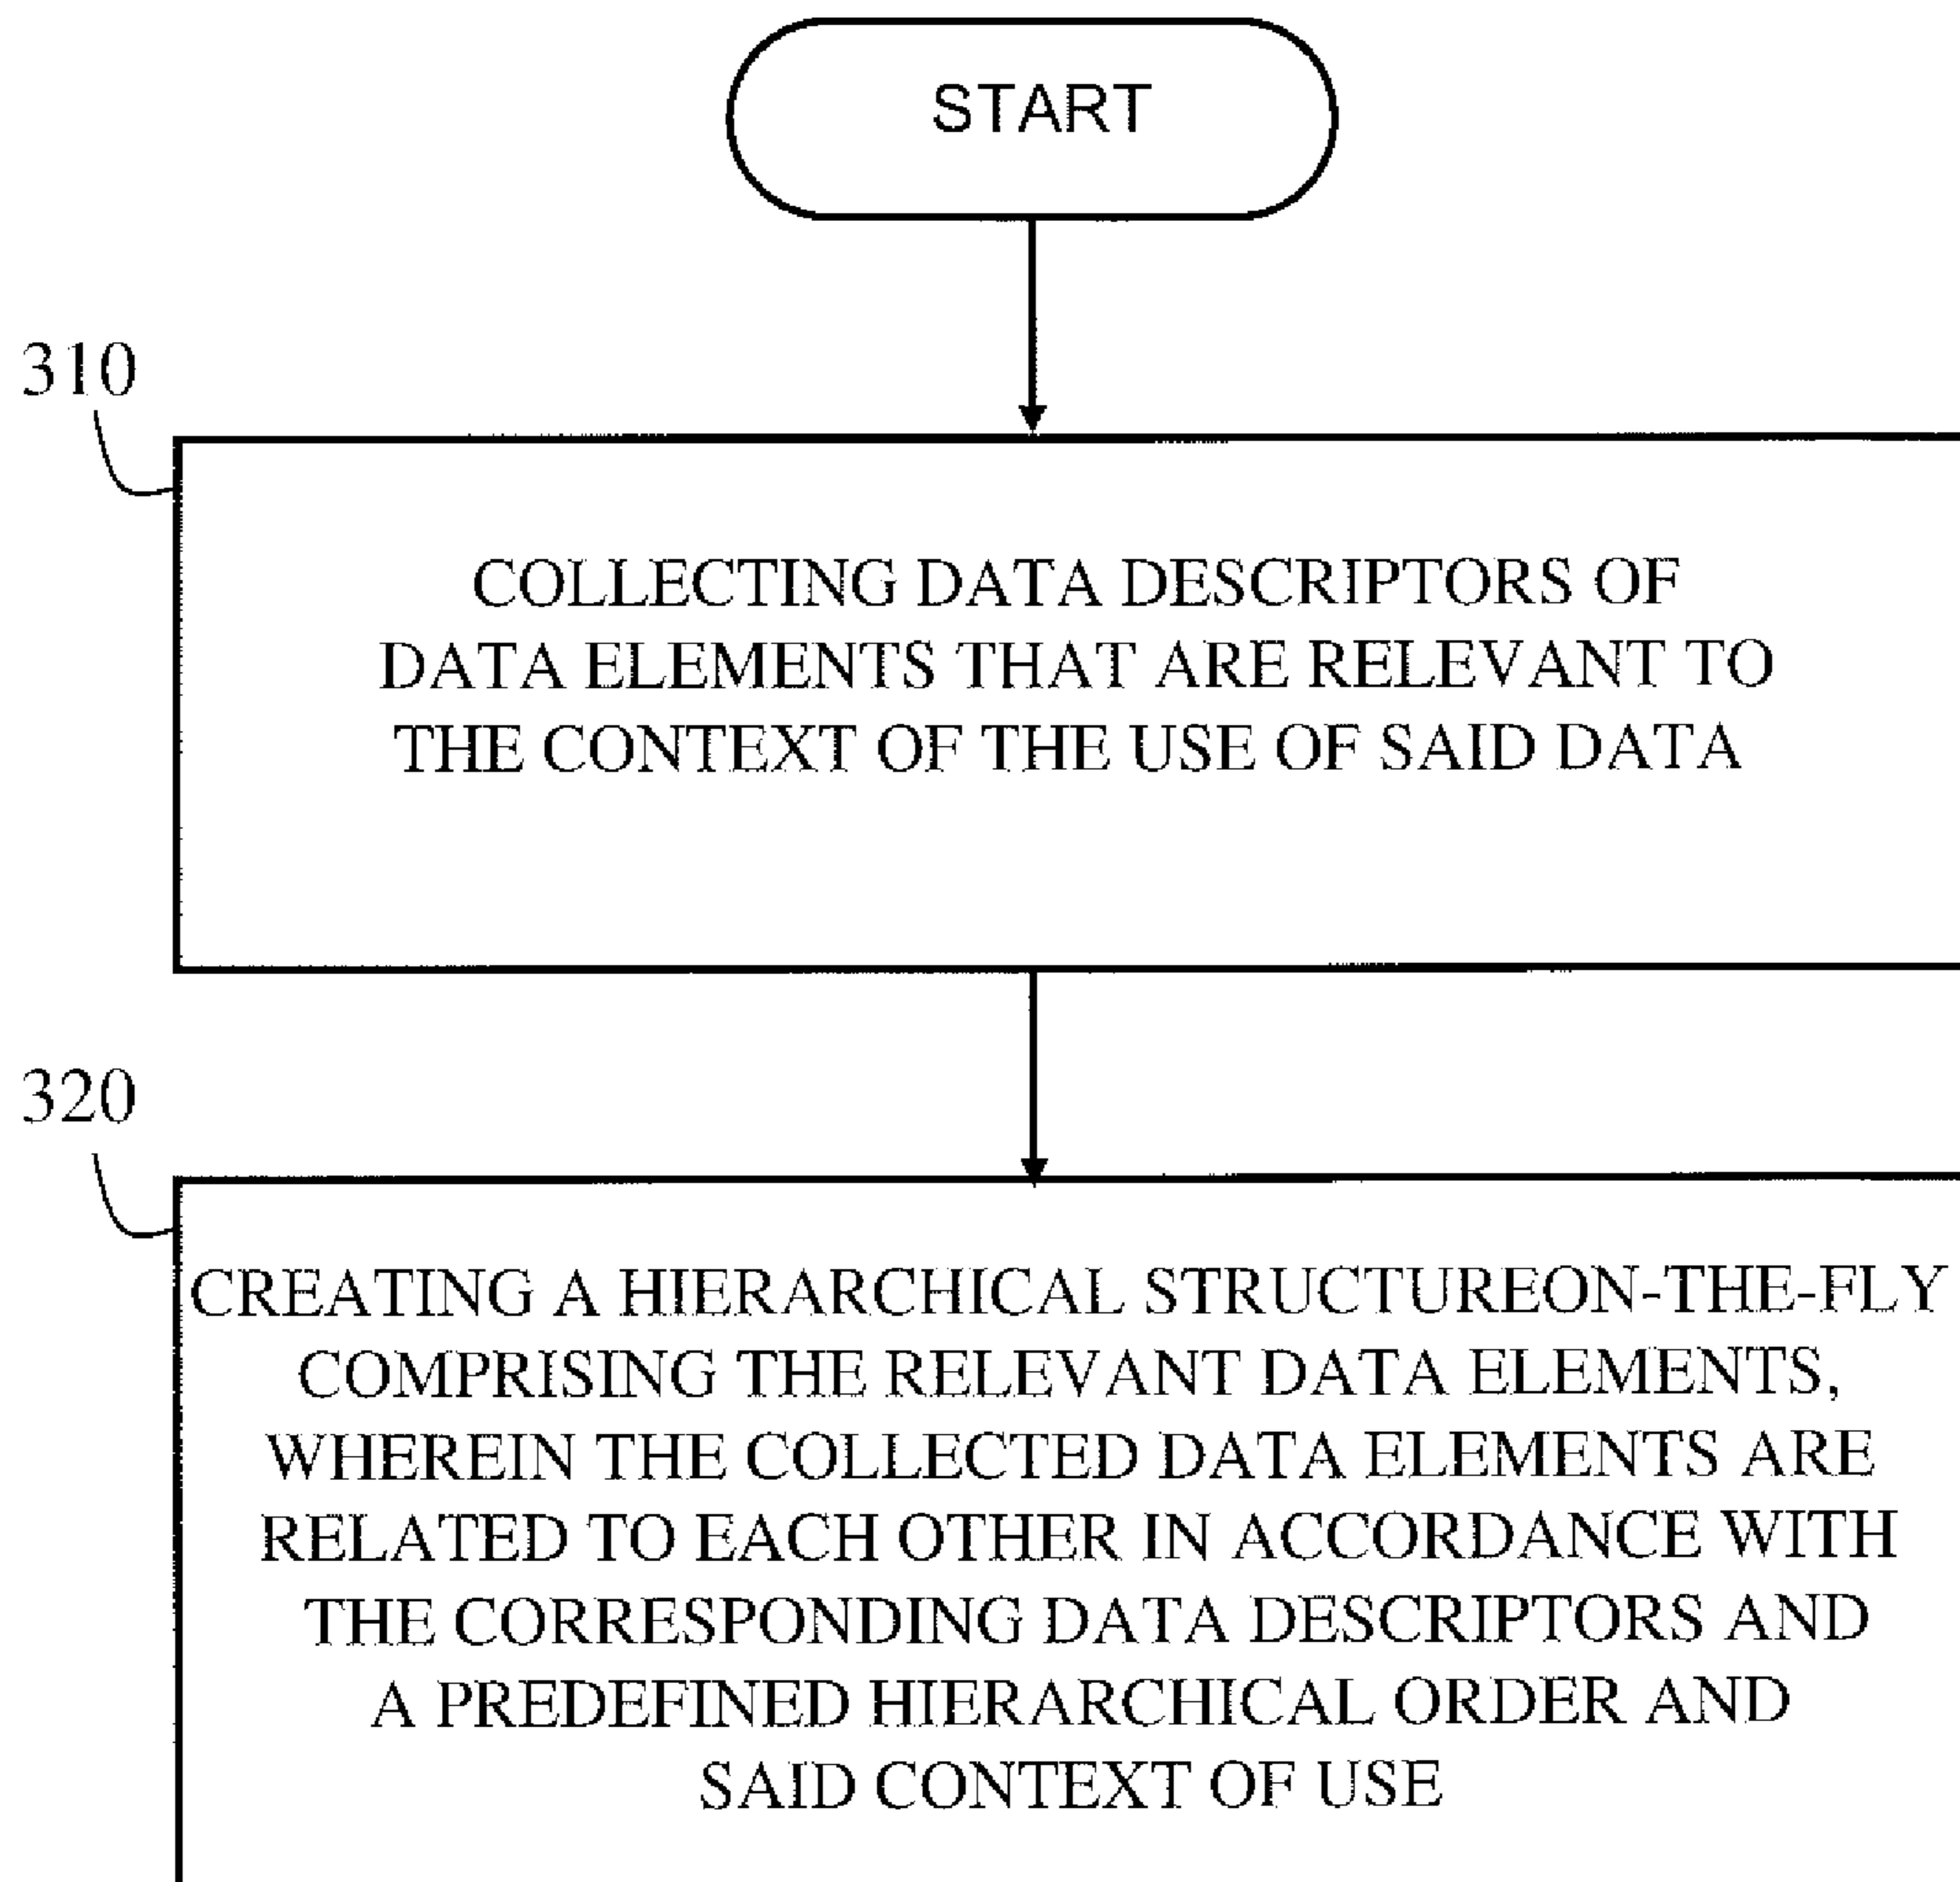 START
310
COLLECTING DATA DESCRIPTORS OF
DATA ELEMENTS THAT ARE RELEVANT TO
THE CONTEXT OF THE USE OF SAID DATA
320
CREATING A HIERARCHICAL STRUCTUREON-THE-FLY
COMPRISING THE RELEVANT DATA ELEMENTS,
WHEREIN THE COLLECTED DATA ELEMENTS ARE
RELATED TO EACH OTHER IN ACCORDANCE WITH
THE CORRESPONDING DATA DESCRIPTORS AND
A PREDEFINED HIERARCHICAL ORDER AND
SAID CONTEXT OF USE